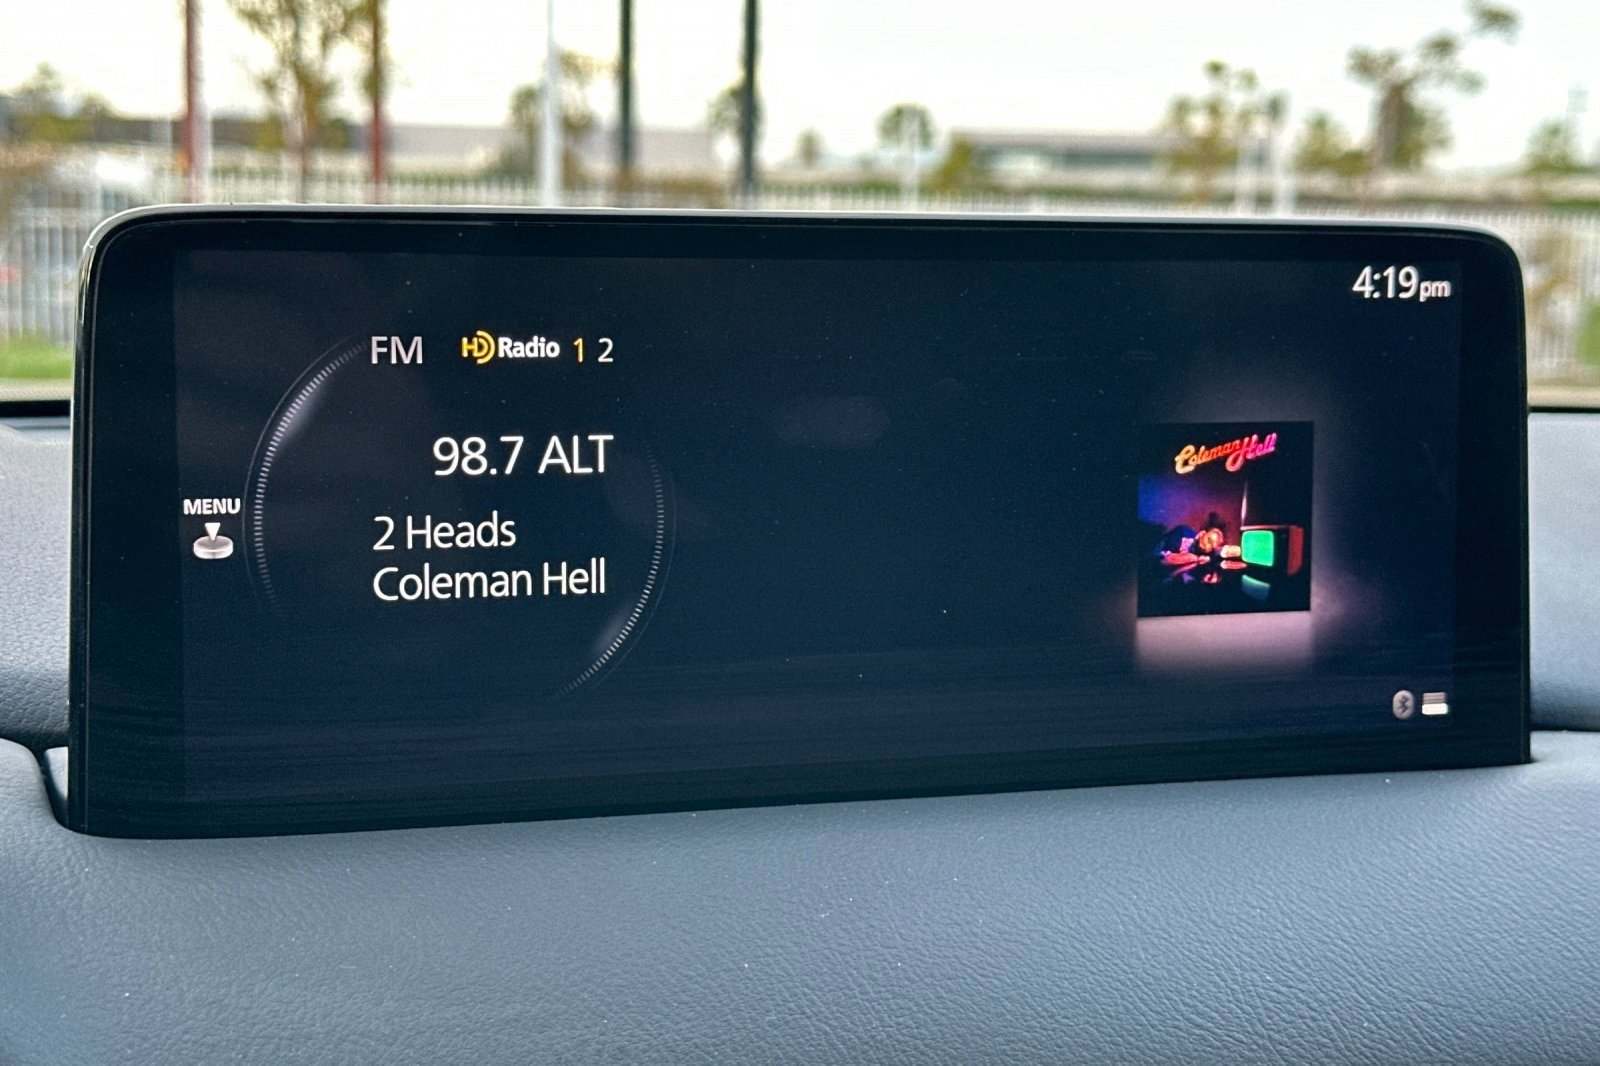 4:19pm
FM HD Radio 1 2
98.7 ALT
MENU
2 Heads
Coleman Hell
Coleman Hell